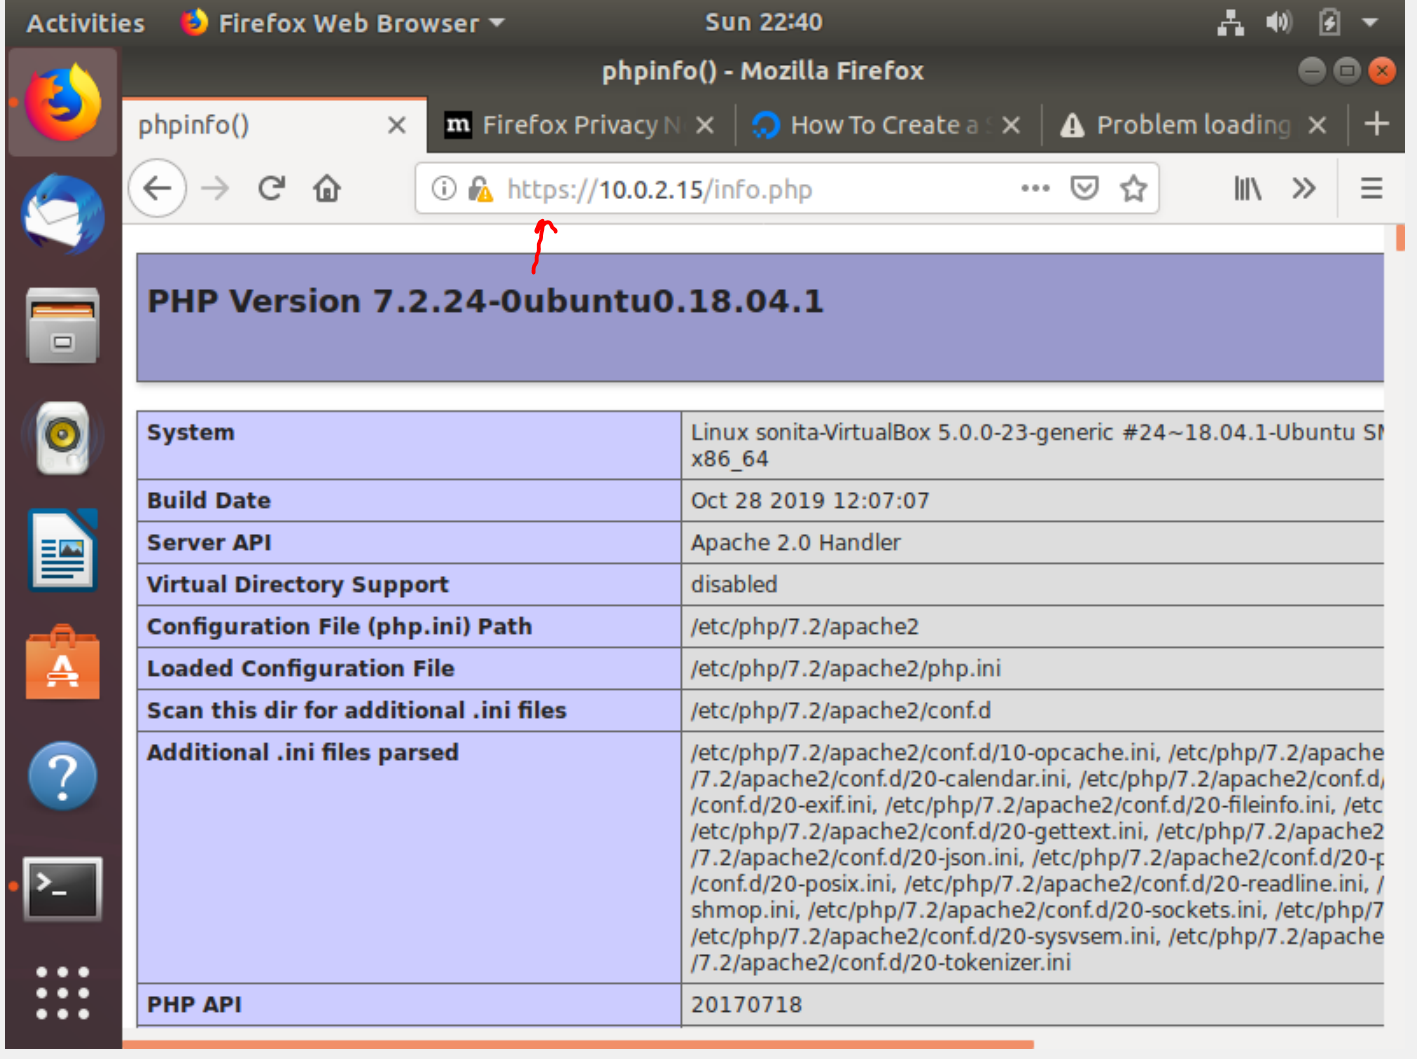 Activities Firefox Web Browser Sun 22:40
phpinfo() - Mozilla Firefox
phpinfo() m Firefox Privacy N How To Create a Problem loading
https://10.0.2.15/info.php
PHP Version 7.2.24-0ubuntu0.18.04.1
System Linux sonita-VirtualBox 5.0.0-23-generic #24~18.04.1-Ubuntu SM
x86_64
Build Date Oct 28 2019 12:07:07
Server API Apache 2.0 Handler
Virtual Directory Support disabled
Configuration File (php.ini) Path /etc/php/7.2/apache2
Loaded Configuration File /etc/php/7.2/apache2/php.ini
Scan this dir for additional .ini files /etc/php/7.2/apache2/conf.d
Additional .ini files parsed /etc/php/7.2/apache2/conf.d/10-opcache.ini, /etc/php/7.2/apache
/7.2/apache2/conf.d/20-calendar.ini, /etc/php/7.2/apache2/conf.d/
/conf.d/20-exif.ini, /etc/php/7.2/apache2/conf.d/20-fileinfo.ini, /etc
/etc/php/7.2/apache2/conf.d/20-gettext.ini, /etc/php/7.2/apache2
/7.2/apache2/conf.d/20-json.ini, /etc/php/7.2/apache2/conf.d/20-p
/conf.d/20-posix.ini, /etc/php/7.2/apache2/conf.d/20-readline.ini, /
shmop.ini, /etc/php/7.2/apache2/conf.d/20-sockets.ini, /etc/php/7
/etc/php/7.2/apache2/conf.d/20-sysvsem.ini, /etc/php/7.2/apache
/7.2/apache2/conf.d/20-tokenizer.ini
PHP API 20170718